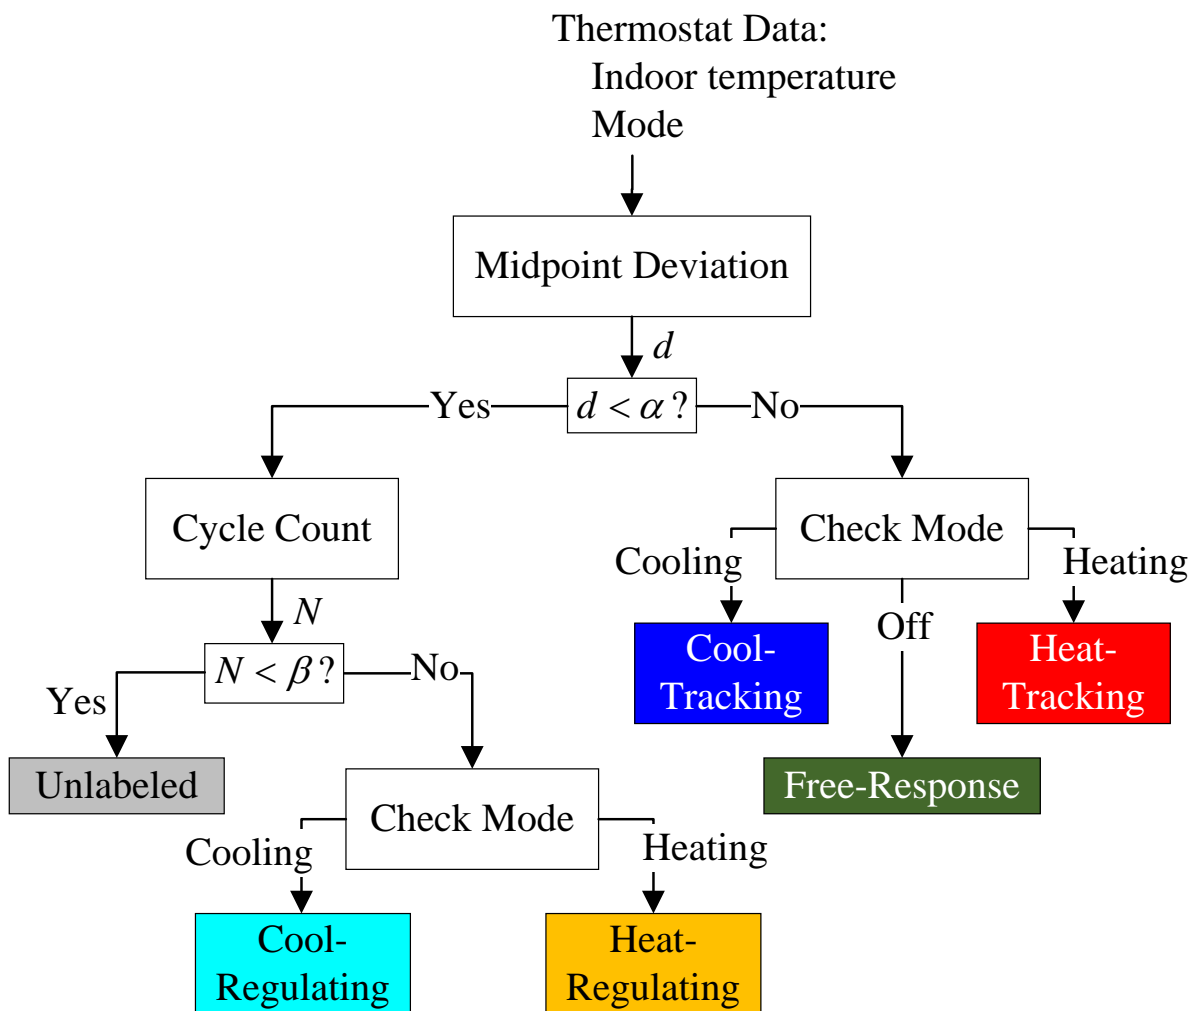 Thermostat Data:
Indoor temperature
Mode
Midpoint Deviation
d
Yes
d < α ?
No
Cycle Count
Check Mode
Cooling
Heating
N
Off
Cool-
Tracking
Heat-
Tracking
N < β ?
No
Yes
Unlabeled
Free-Response
Check Mode
Cooling
Heating
Cool-
Regulating
Heat-
Regulating